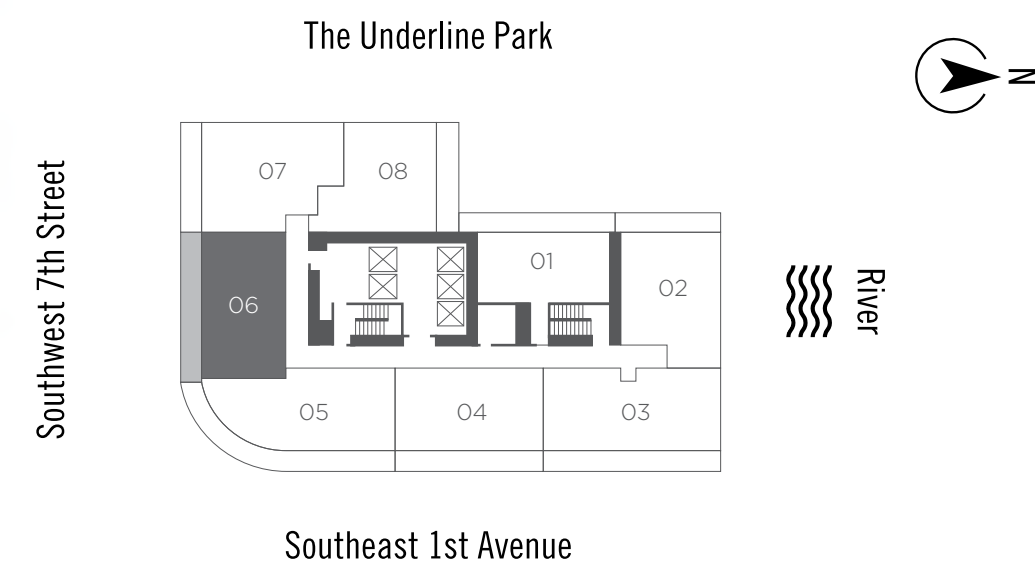 The Underline Park
N
07
08
01
02
06
Southwest 7th Street
River
05
04
03
Southeast 1st Avenue